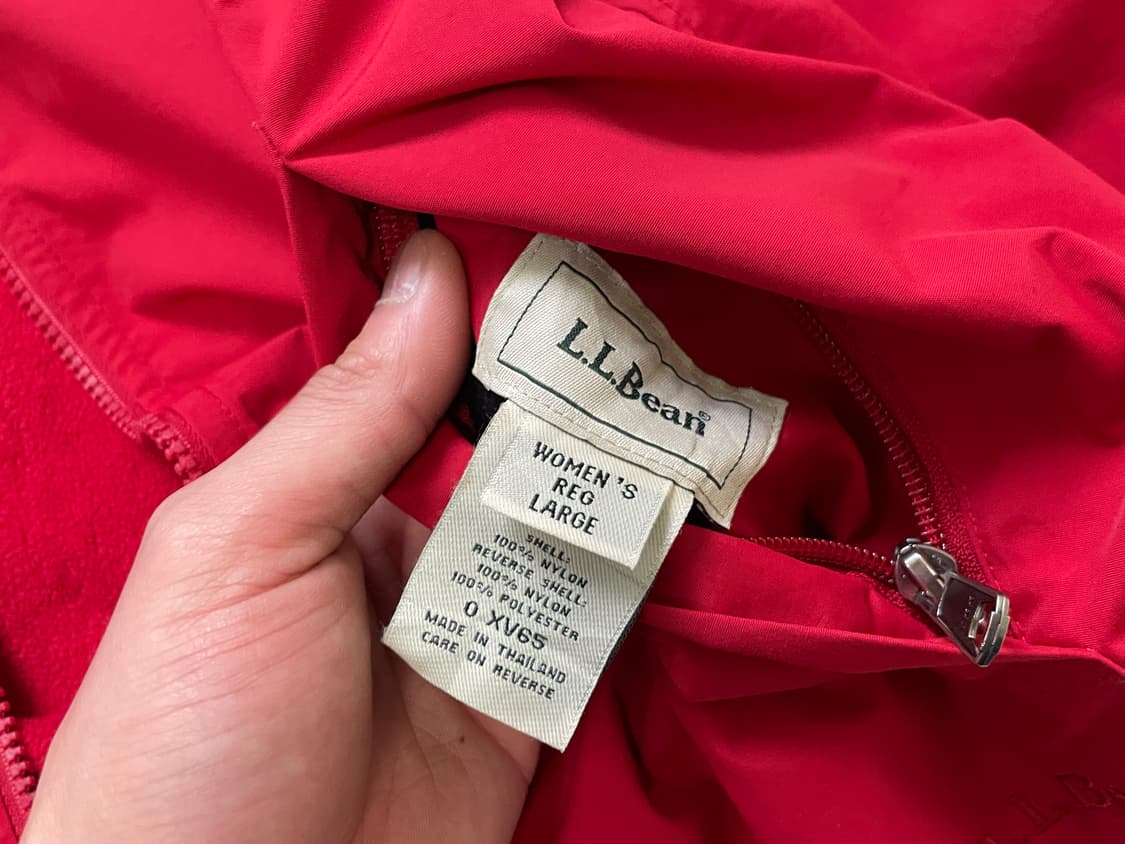 L.L.Bean®
WOMEN'S
REG
LARGE
SHELL:
100% NYLON
REVERSE SHELL:
100% NYLON
100% POLYESTER
0 XV65
MADE IN THAILAND
CARE ON REVERSE